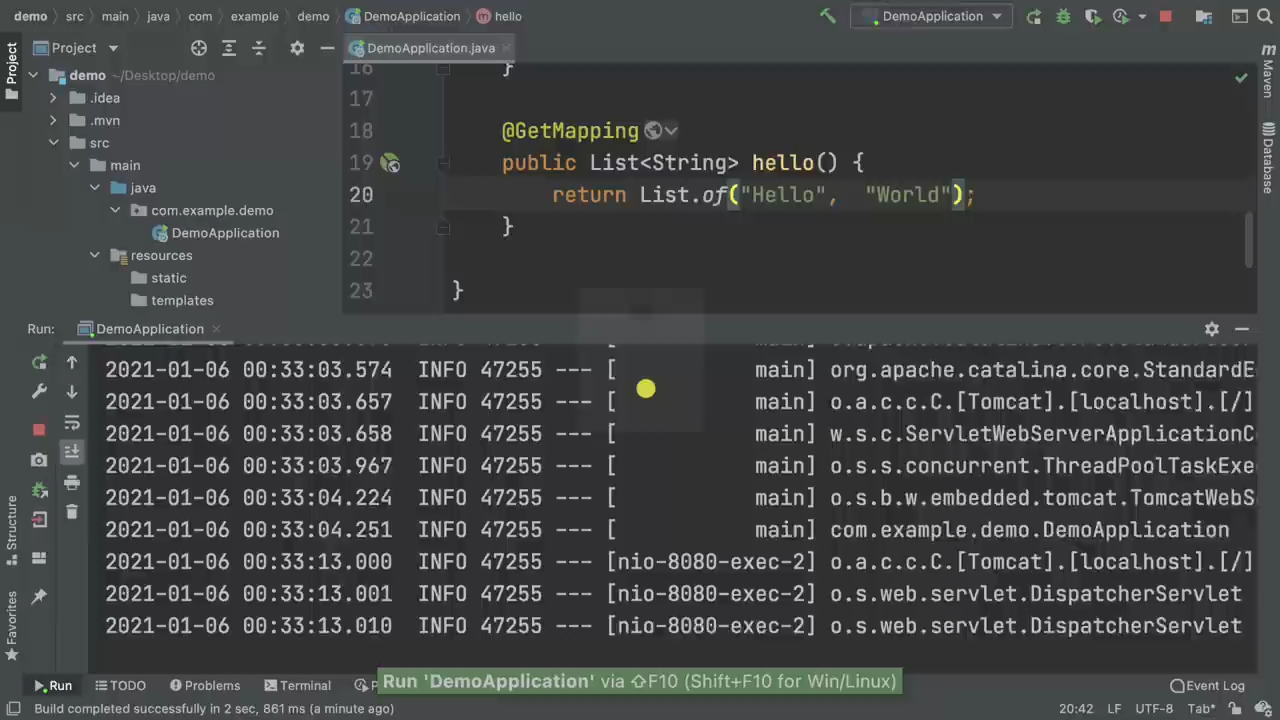 demo src main java com example demo DemoApplication m hello DemoApplication
Project
DemoApplication.java
demo ~/Desktop/demo
.idea
.mvn
src
main
java
com.example.demo
DemoApplication
resources
static
templates
16 }
17
18 @GetMapping
19 public List<String> hello() {
20 return List.of("Hello", "World");
21 }
22
23 }
Project
Structure
Favorites
m
Maven
Database
Run: DemoApplication
2021-01-06 00:33:03.574 INFO 47255 --- [ main] org.apache.catalina.core.StandardE
2021-01-06 00:33:03.657 INFO 47255 --- [ main] o.a.c.c.C.[Tomcat].[localhost].[/]
2021-01-06 00:33:03.658 INFO 47255 --- [ main] w.s.c.ServletWebServerApplicationC
2021-01-06 00:33:03.967 INFO 47255 --- [ main] o.s.s.concurrent.ThreadPoolTaskExe
2021-01-06 00:33:04.224 INFO 47255 --- [ main] o.s.b.w.embedded.tomcat.TomcatWebS
2021-01-06 00:33:04.251 INFO 47255 --- [ main] com.example.demo.DemoApplication
2021-01-06 00:33:13.000 INFO 47255 --- [nio-8080-exec-2] o.a.c.c.C.[Tomcat].[localhost].[/]
2021-01-06 00:33:13.001 INFO 47255 --- [nio-8080-exec-2] o.s.web.servlet.DispatcherServlet
2021-01-06 00:33:13.010 INFO 47255 --- [nio-8080-exec-2] o.s.web.servlet.DispatcherServlet
Run TODO Problems Terminal Event Log
Run 'DemoApplication' via ⇧F10 (Shift+F10 for Win/Linux)
Build completed successfully in 2 sec, 861 ms (a minute ago) 20:42 LF UTF-8 Tab*